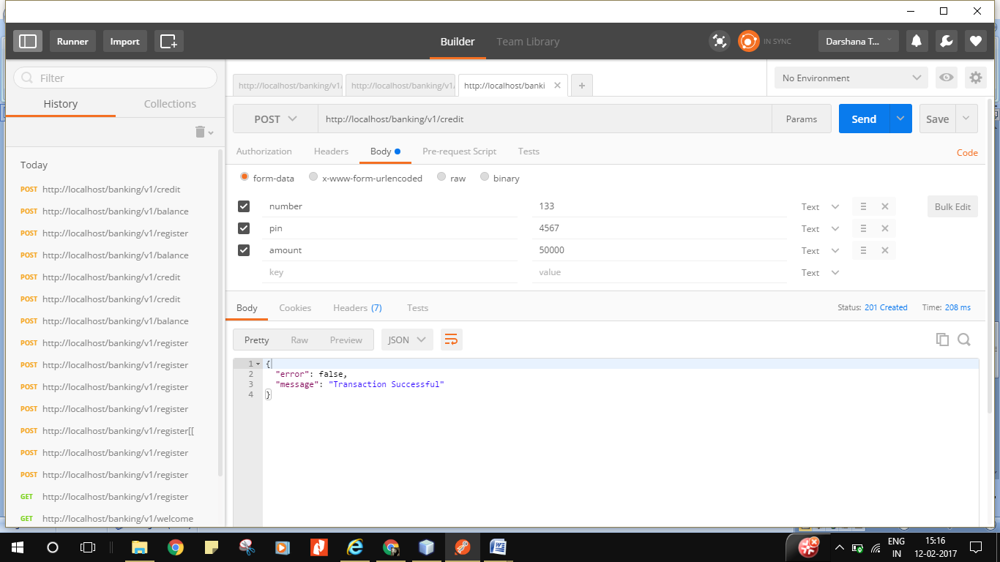 Runner Import Builder Team Library IN SYNC Darshana T...
Filter
History Collections
Today
POST http://localhost/banking/v1/credit
POST http://localhost/banking/v1/balance
POST http://localhost/banking/v1/register
POST http://localhost/banking/v1/balance
POST http://localhost/banking/v1/credit
POST http://localhost/banking/v1/credit
POST http://localhost/banking/v1/balance
POST http://localhost/banking/v1/register
POST http://localhost/banking/v1/register
POST http://localhost/banking/v1/register
POST http://localhost/banking/v1/register
POST http://localhost/banking/v1/register[[
POST http://localhost/banking/v1/register
POST http://localhost/banking/v1/register
GET http://localhost/banking/v1/register
GET http://localhost/banking/v1/welcome
http://localhost/banking/v1/ http://localhost/banking/v1/ http://localhost/banki + No Environment
POST http://localhost/banking/v1/credit Params Send Save
Authorization Headers Body Pre-request Script Tests Code
form-data x-www-form-urlencoded raw binary
number 133 Text Bulk Edit
pin 4567 Text
amount 50000 Text
key value Text
Body Cookies Headers (7) Tests Status: 201 Created Time: 208 ms
Pretty Raw Preview JSON
1 {
2 "error": false,
3 "message": "Transaction Successful"
4 }
ENG 15:16
IN 12-02-2017